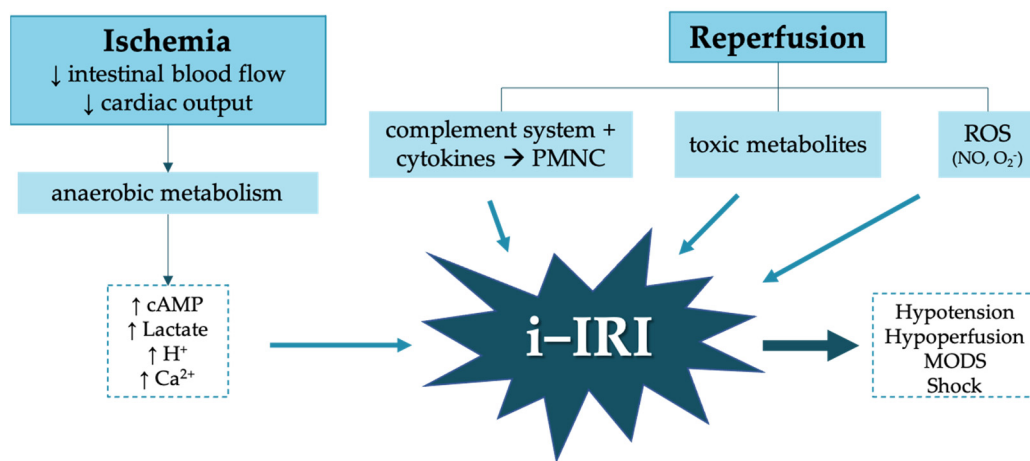 Ischemia
↓ intestinal blood flow
↓ cardiac output
anaerobic metabolism
↑ cAMP
↑ Lactate
↑ H⁺
↑ Ca²⁺
Reperfusion
complement system +
cytokines → PMNC
toxic metabolites
ROS
(NO, O₂⁻)
i–IRI
Hypotension
Hypoperfusion
MODS
Shock